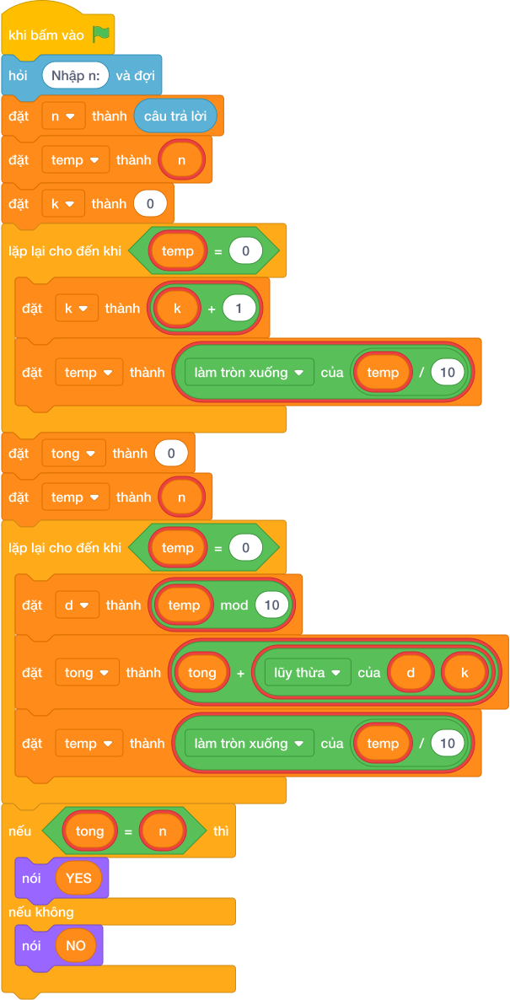 khi bấm vào
hỏi Nhập n: và đợi
đặt n thành câu trả lời
đặt temp thành n
đặt k thành 0
lặp lại cho đến khi temp = 0
đặt k thành k + 1
đặt temp thành làm tròn xuống của temp / 10
đặt tong thành 0
đặt temp thành n
lặp lại cho đến khi temp = 0
đặt d thành temp mod 10
đặt tong thành tong + lũy thừa của d k
đặt temp thành làm tròn xuống của temp / 10
nếu tong = n thì
nói YES
nếu không
nói NO